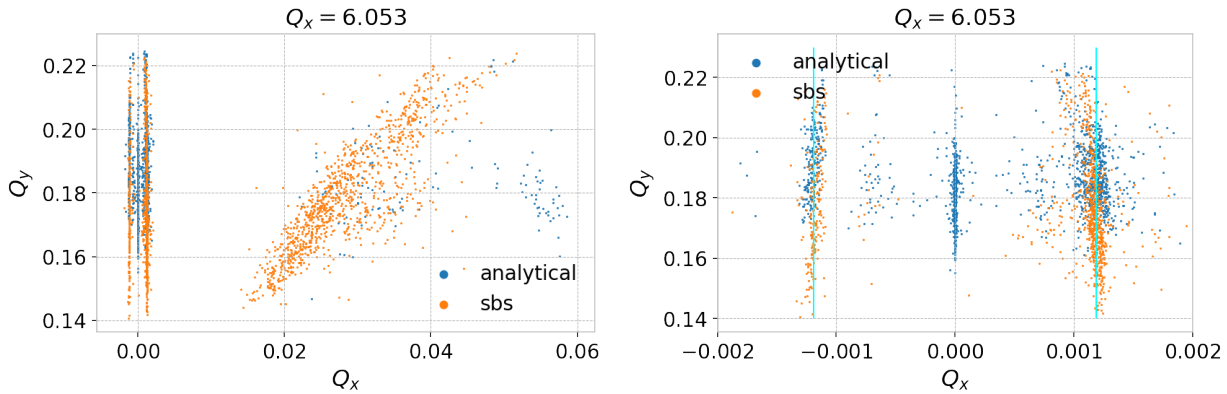 Q_x = 6.053
Q_y
0.22
0.20
0.18
0.16
0.14
analytical
sbs
0.00
0.02
0.04
0.06
Q_x
Q_x = 6.053
Q_y
0.22
0.20
0.18
0.16
0.14
analytical
sbs
−0.002
−0.001
0.000
0.001
0.002
Q_x